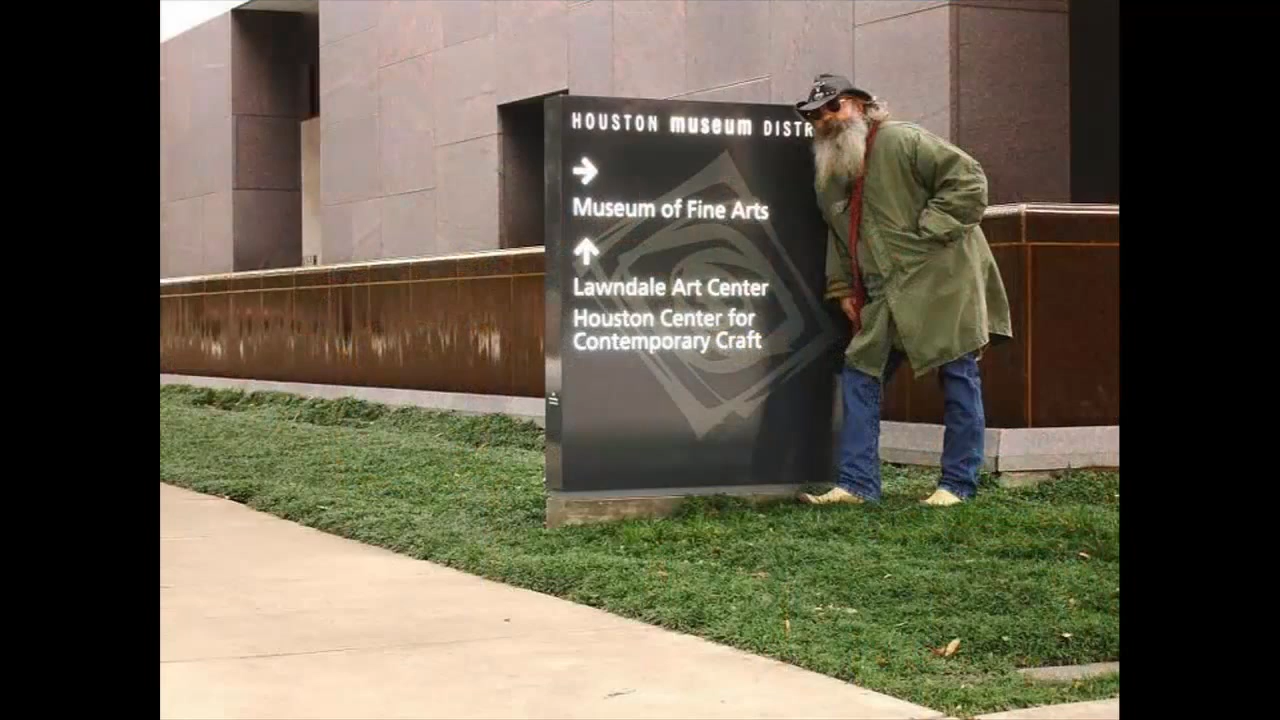 HOUSTON museum DISTR
Museum of Fine Arts
Lawndale Art Center
Houston Center for
Contemporary Craft